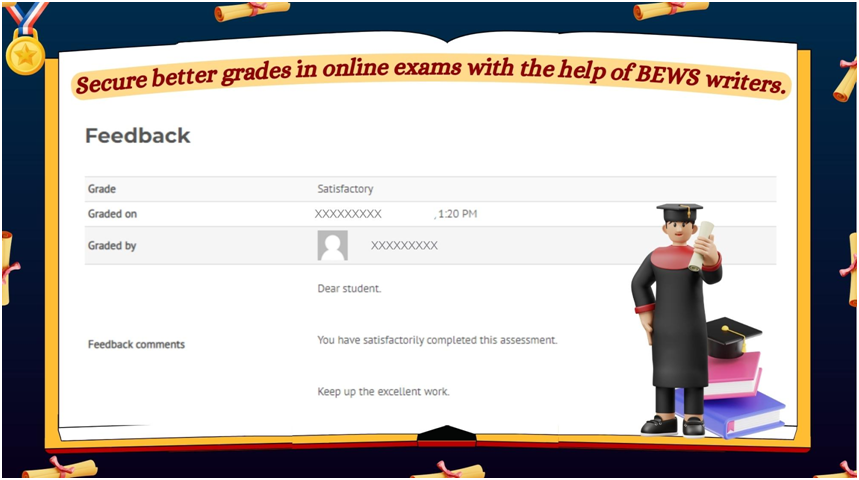 Secure better grades in online exams with the help of BEWS writers.
Feedback
Grade Satisfactory
Graded on XXXXXXXXX , 1:20 PM
Graded by XXXXXXXXX
Dear student.
Feedback comments You have satisfactorily completed this assessment.
Keep up the excellent work.